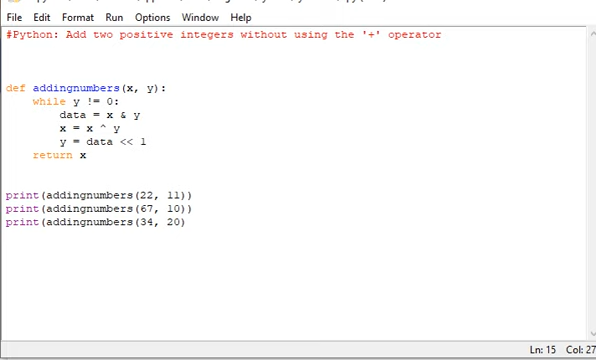 File Edit Format Run Options Window Help
#Python: Add two positive integers without using the '+' operator
def addingnumbers(x, y):
    while y != 0:
        data = x & y
        x = x ^ y
        y = data << 1
    return x
print(addingnumbers(22, 11))
print(addingnumbers(67, 10))
print(addingnumbers(34, 20)
Ln: 15 Col: 27